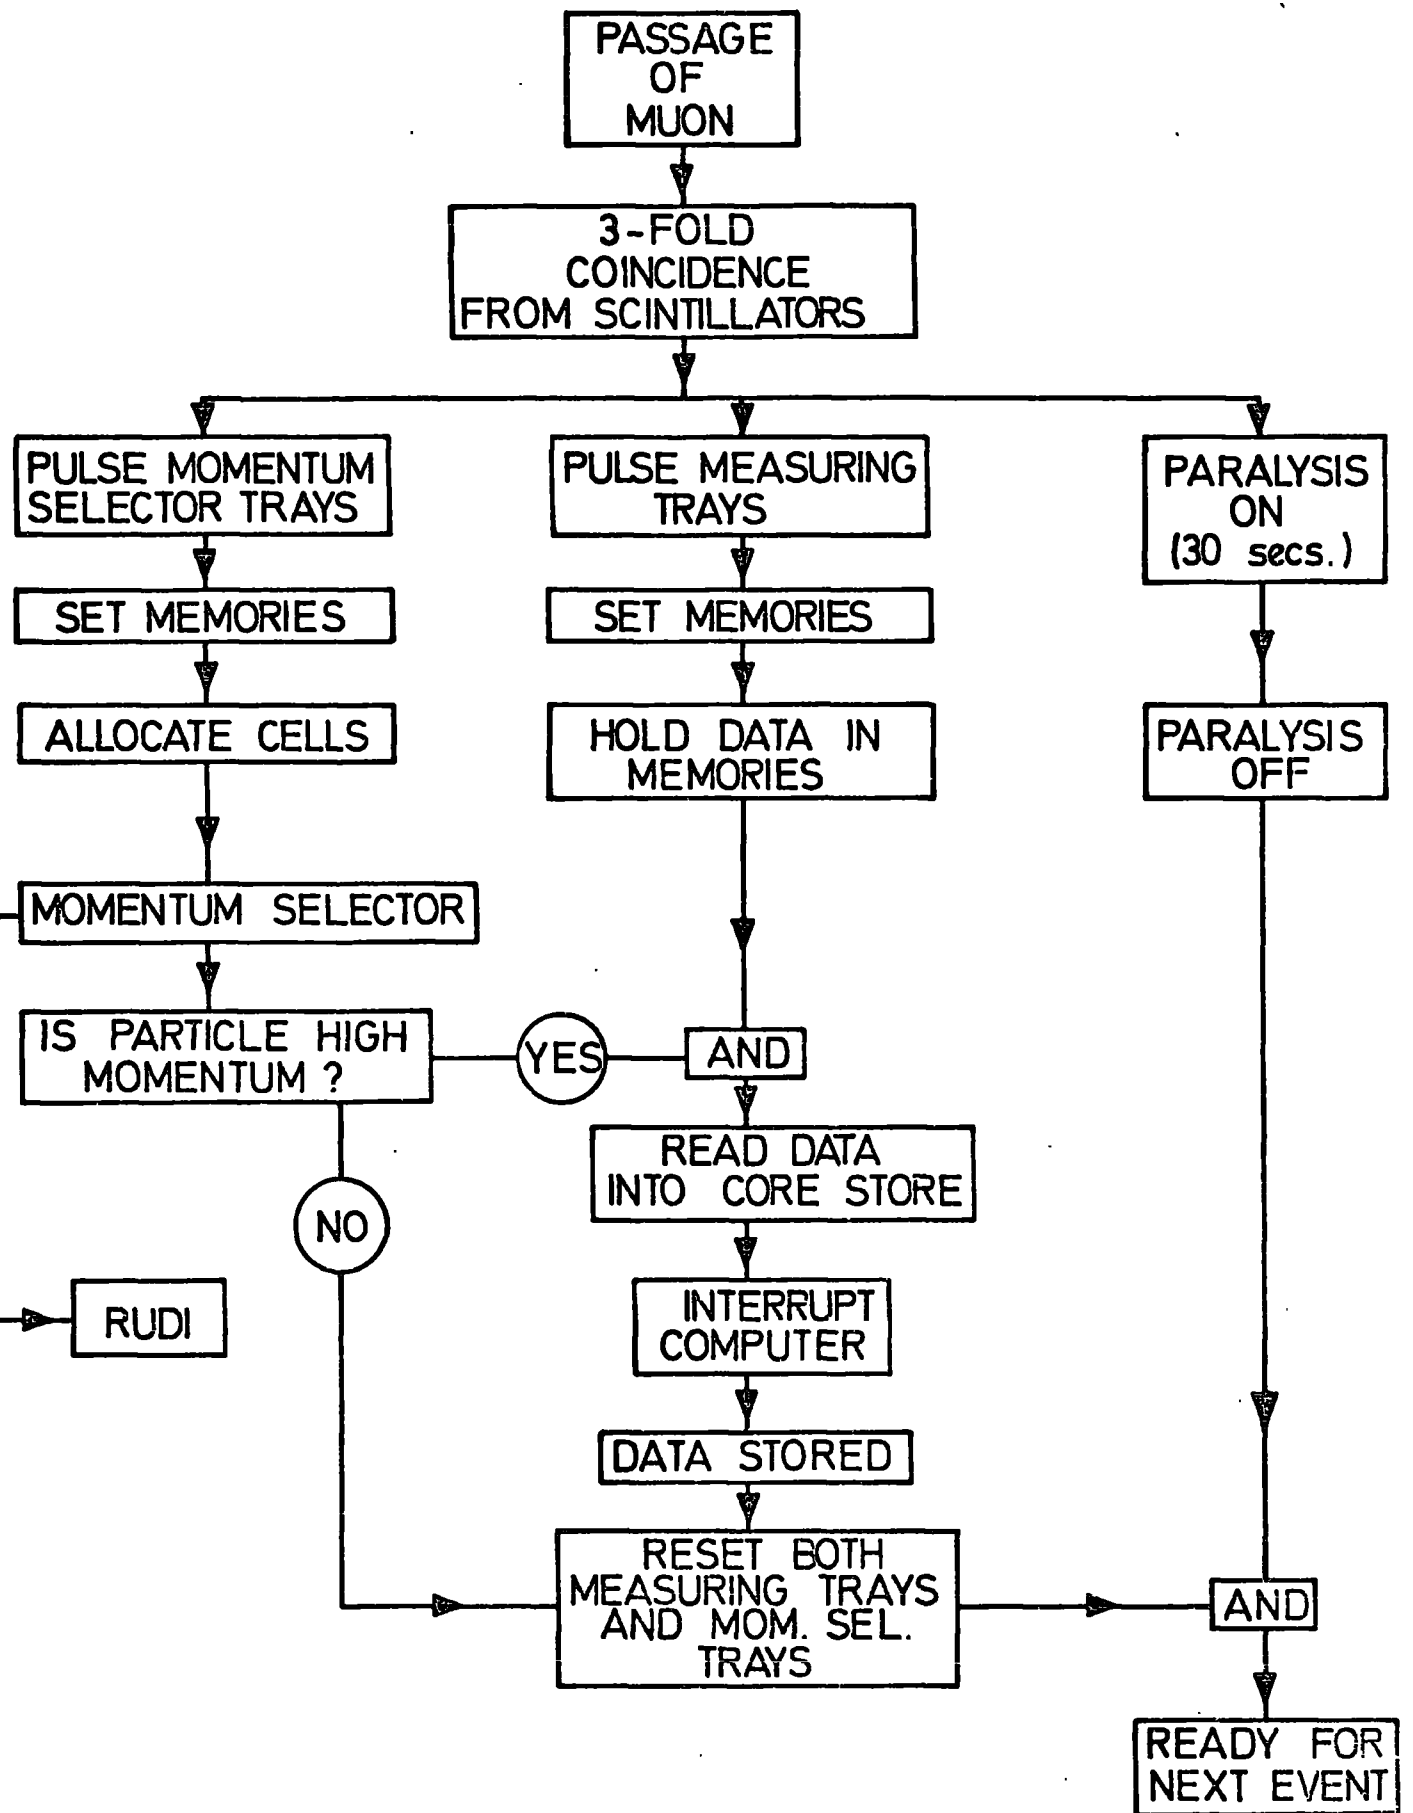 PASSAGE
OF
MUON
3-FOLD
COINCIDENCE
FROM SCINTILLATORS
PULSE MOMENTUM
SELECTOR TRAYS
PULSE MEASURING
TRAYS
PARALYSIS
ON
(30 secs.)
SET MEMORIES
SET MEMORIES
ALLOCATE CELLS
HOLD DATA IN
MEMORIES
PARALYSIS
OFF
MOMENTUM SELECTOR
IS PARTICLE HIGH
MOMENTUM ?
YES
AND
READ DATA
INTO CORE STORE
NO
RUDI
INTERRUPT
COMPUTER
DATA STORED
RESET BOTH
MEASURING TRAYS
AND MOM. SEL.
TRAYS
AND
READY FOR
NEXT EVENT